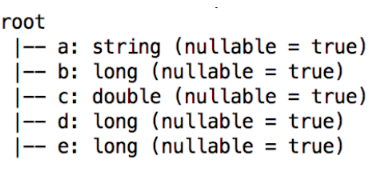 root
 |-- a: string (nullable = true)
 |-- b: long (nullable = true)
 |-- c: double (nullable = true)
 |-- d: long (nullable = true)
 |-- e: long (nullable = true)